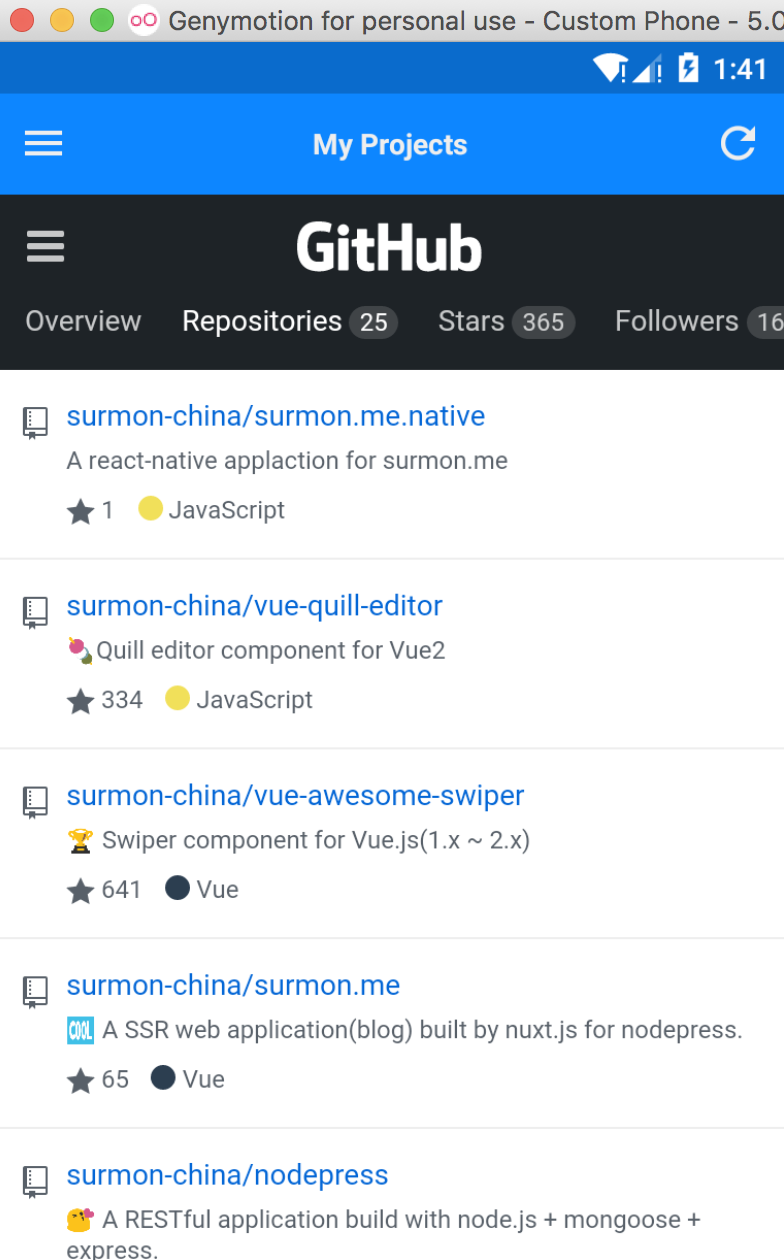 Genymotion for personal use - Custom Phone - 5.0
1:41
My Projects
GitHub
Overview Repositories 25 Stars 365 Followers 16
surmon-china/surmon.me.native
A react-native applaction for surmon.me
1 JavaScript
surmon-china/vue-quill-editor
🍡Quill editor component for Vue2
334 JavaScript
surmon-china/vue-awesome-swiper
🏆 Swiper component for Vue.js(1.x ~ 2.x)
641 Vue
surmon-china/surmon.me
🆒 A SSR web application(blog) built by nuxt.js for nodepress.
65 Vue
surmon-china/nodepress
😘 A RESTful application build with node.js + mongoose +
express.